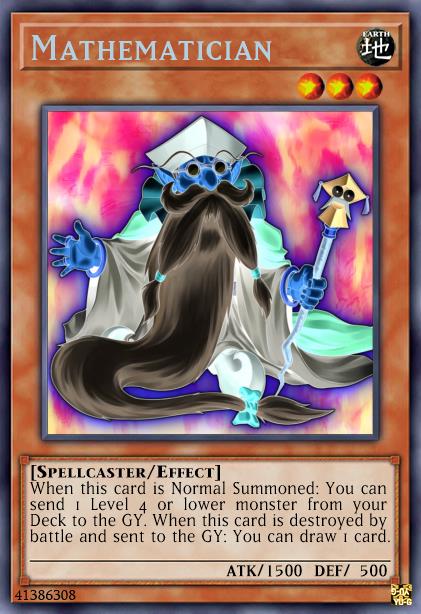 MATHEMATICIAN
EARTH
地
[SPELLCASTER/EFFECT]
When this card is Normal Summoned: You can
send 1 Level 4 or lower monster from your
Deck to the GY. When this card is destroyed by
battle and sent to the GY: You can draw 1 card.
ATK/1500 DEF/ 500
41386308